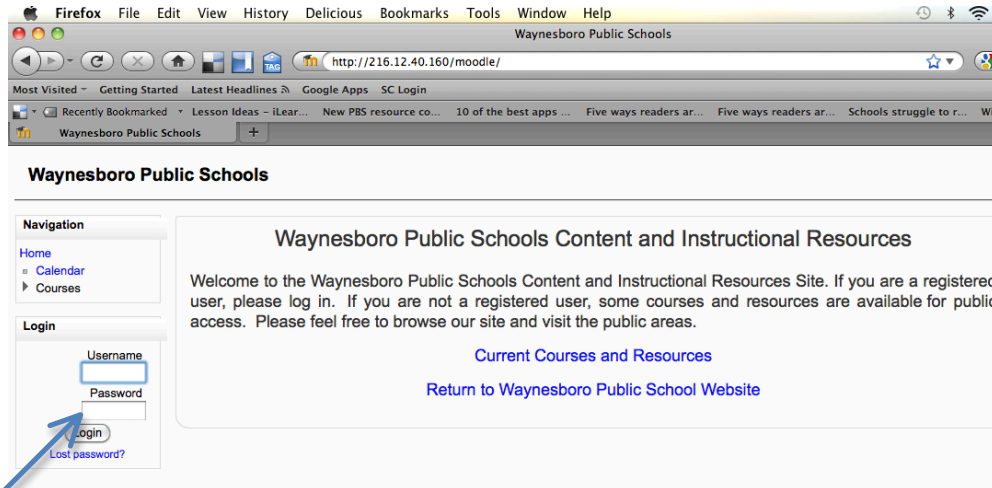 Firefox File Edit View History Delicious Bookmarks Tools Window Help
Waynesboro Public Schools
TAG http://216.12.40.160/moodle/
Most Visited Getting Started Latest Headlines Google Apps SC Login
Recently Bookmarked Lesson Ideas – iLear... New PBS resource co... 10 of the best apps ... Five ways readers ar... Five ways readers ar... Schools struggle to r...
Waynesboro Public Schools +
Waynesboro Public Schools
Navigation
Home
Calendar
Courses
Login
Username
Password
Login
Lost password?
Waynesboro Public Schools Content and Instructional Resources
Welcome to the Waynesboro Public Schools Content and Instructional Resources Site. If you are a registered
user, please log in. If you are not a registered user, some courses and resources are available for public
access. Please feel free to browse our site and visit the public areas.
Current Courses and Resources
Return to Waynesboro Public School Website